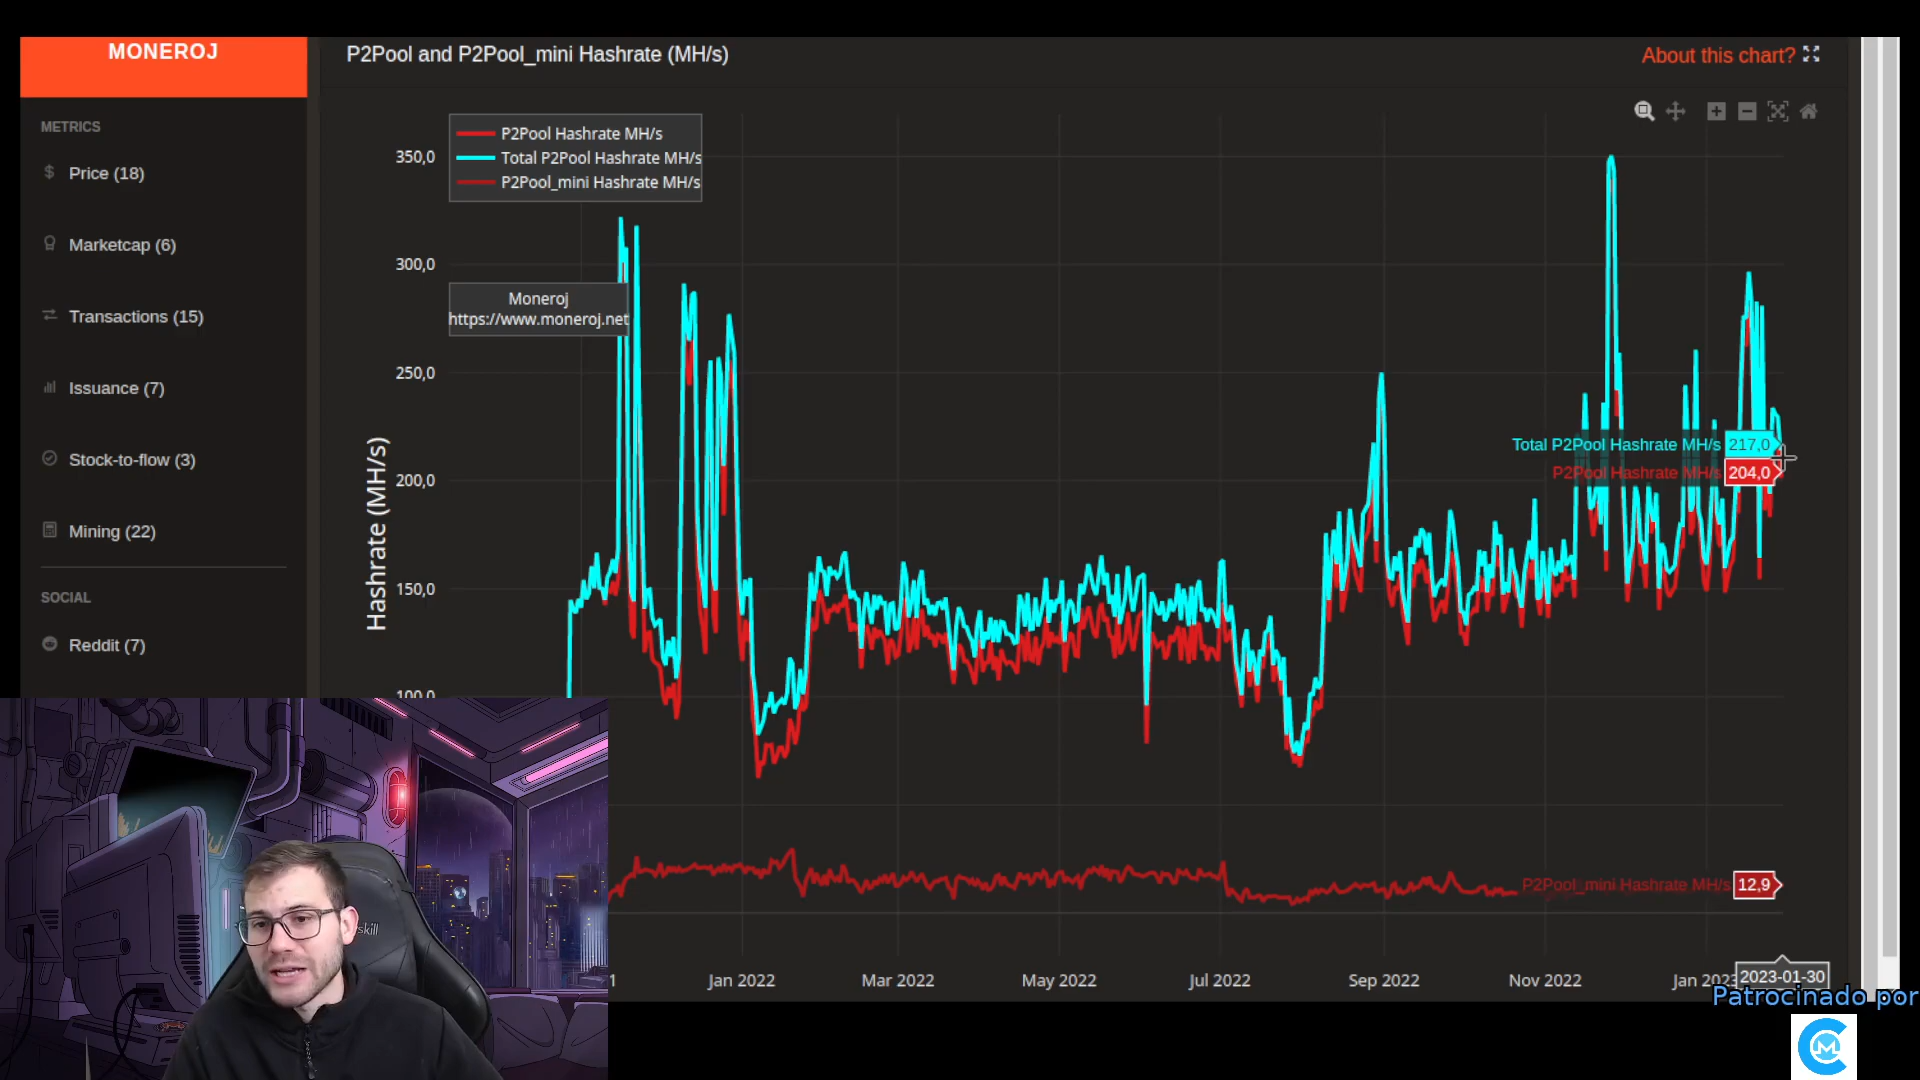 MONEROJ
P2Pool and P2Pool_mini Hashrate (MH/s)
About this chart?
METRICS
Price (18)
Marketcap (6)
Transactions (15)
Issuance (7)
Stock-to-flow (3)
Mining (22)
SOCIAL
Reddit (7)
P2Pool Hashrate MH/s
Total P2Pool Hashrate MH/s
P2Pool_mini Hashrate MH/s
Moneroj
https://www.moneroj.net
350,0
300,0
250,0
200,0
150,0
100,0
Hashrate (MH/s)
Total P2Pool Hashrate MH/s 217,0
P2Pool Hashrate MH/s 204,0
P2Pool_mini Hashrate MH/s 12,9
Jan 2022
Mar 2022
May 2022
Jul 2022
Sep 2022
Nov 2022
Jan 2023
2023-01-30
Patrocinado por
skill